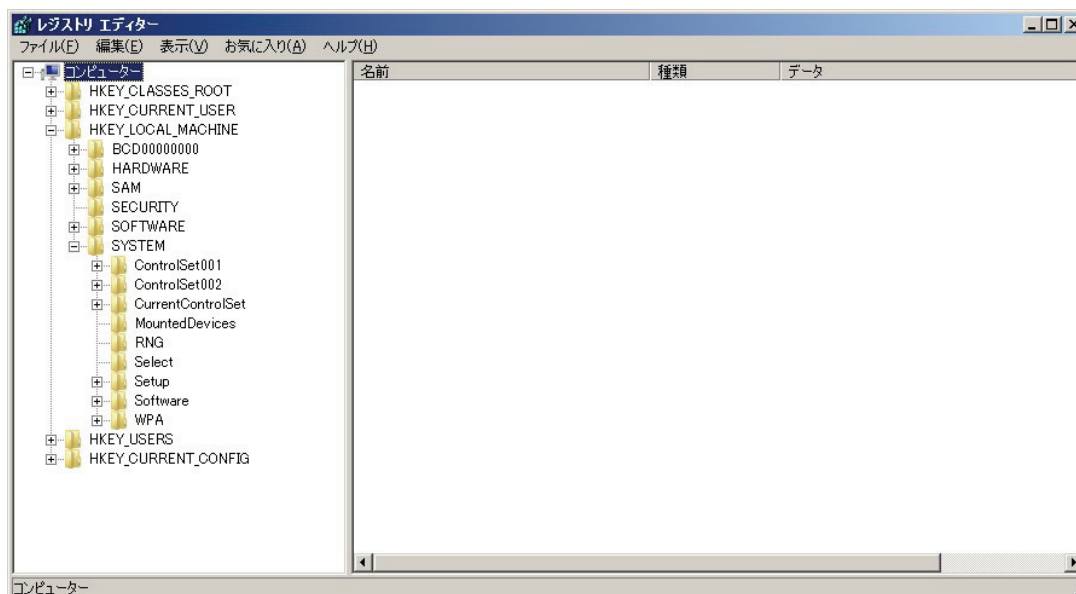 レジストリ エディター
ファイル(F) 編集(E) 表示(V) お気に入り(A) ヘルプ(H)
コンピューター
HKEY_CLASSES_ROOT
HKEY_CURRENT_USER
HKEY_LOCAL_MACHINE
BCD00000000
HARDWARE
SAM
SECURITY
SOFTWARE
SYSTEM
ControlSet001
ControlSet002
CurrentControlSet
MountedDevices
RNG
Select
Setup
Software
WPA
HKEY_USERS
HKEY_CURRENT_CONFIG
名前 種類 データ
コンピューター